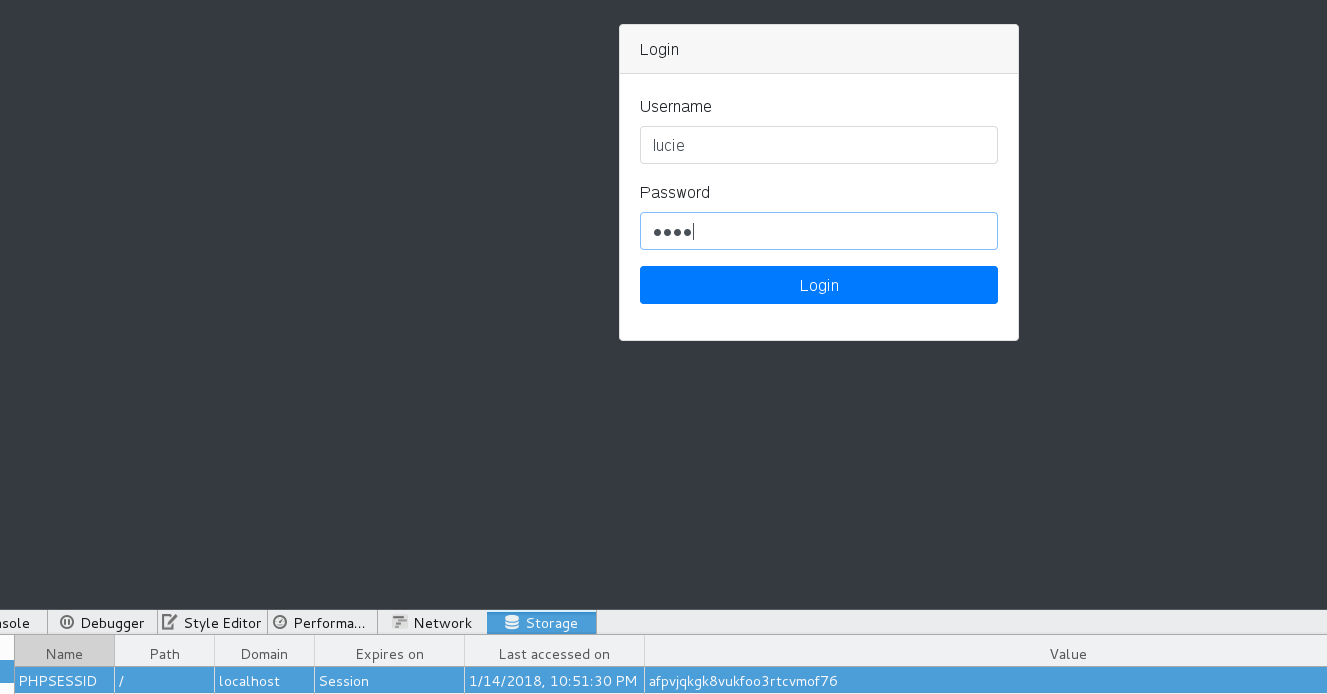 Login
Username
lucie
Password
••••
Login
sole Debugger Style Editor Performa... Network Storage
Name Path Domain Expires on Last accessed on Value
PHPSESSID / localhost Session 1/14/2018, 10:51:30 PM afpvjqkgk8vukfoo3rtcvmof76